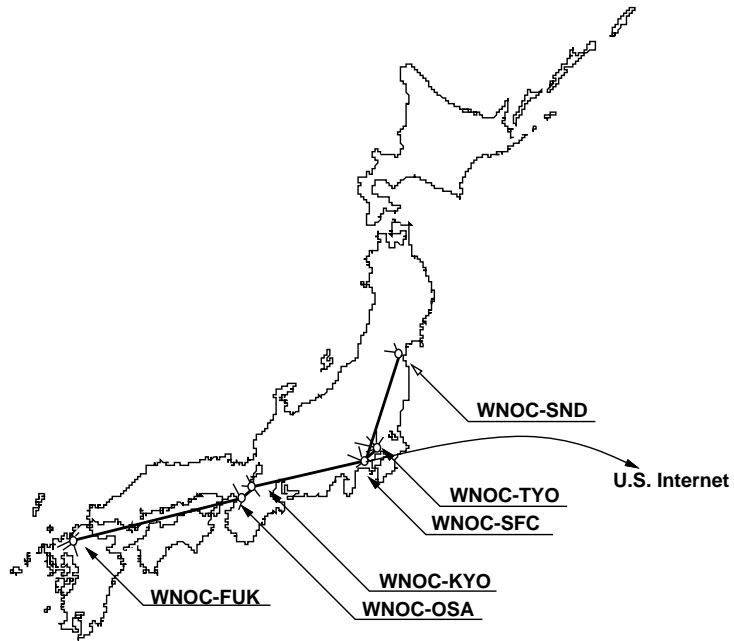 WNOC-SND
U.S. Internet
WNOC-TYO
WNOC-SFC
WNOC-KYO
WNOC-FUK
WNOC-OSA